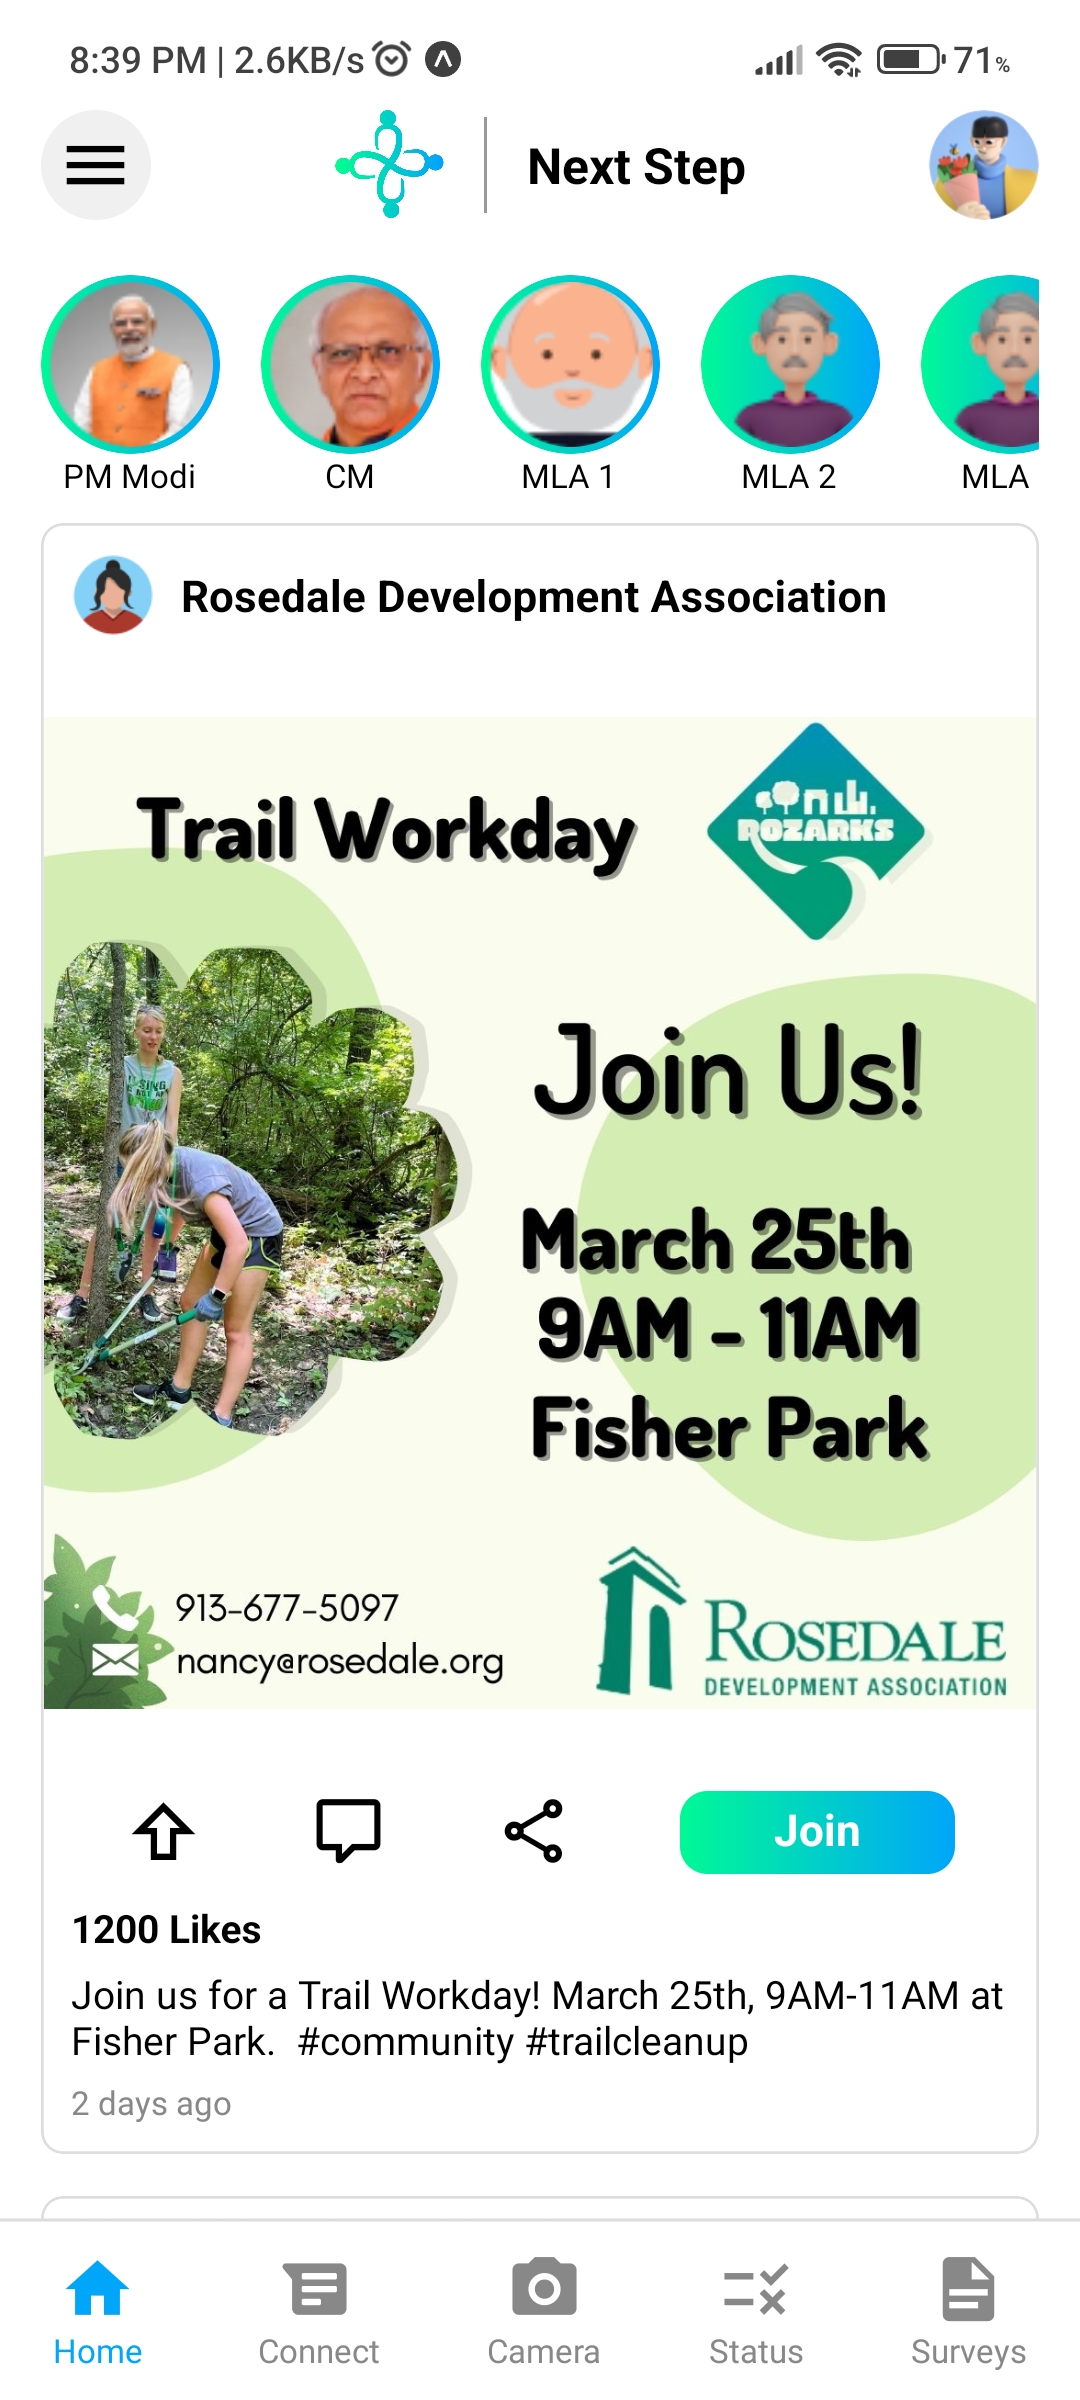 8:39 PM | 2.6KB/s
71%
Next Step
PM Modi
CM
MLA 1
MLA 2
MLA
Rosedale Development Association
Trail Workday
ROZARKS
Join Us!
March 25th
9AM - 11AM
Fisher Park
913-677-5097
nancy@rosedale.org
ROSEDALE
DEVELOPMENT ASSOCIATION
Join
1200 Likes
Join us for a Trail Workday! March 25th, 9AM-11AM at
Fisher Park.  #community #trailcleanup
2 days ago
Home
Connect
Camera
Status
Surveys